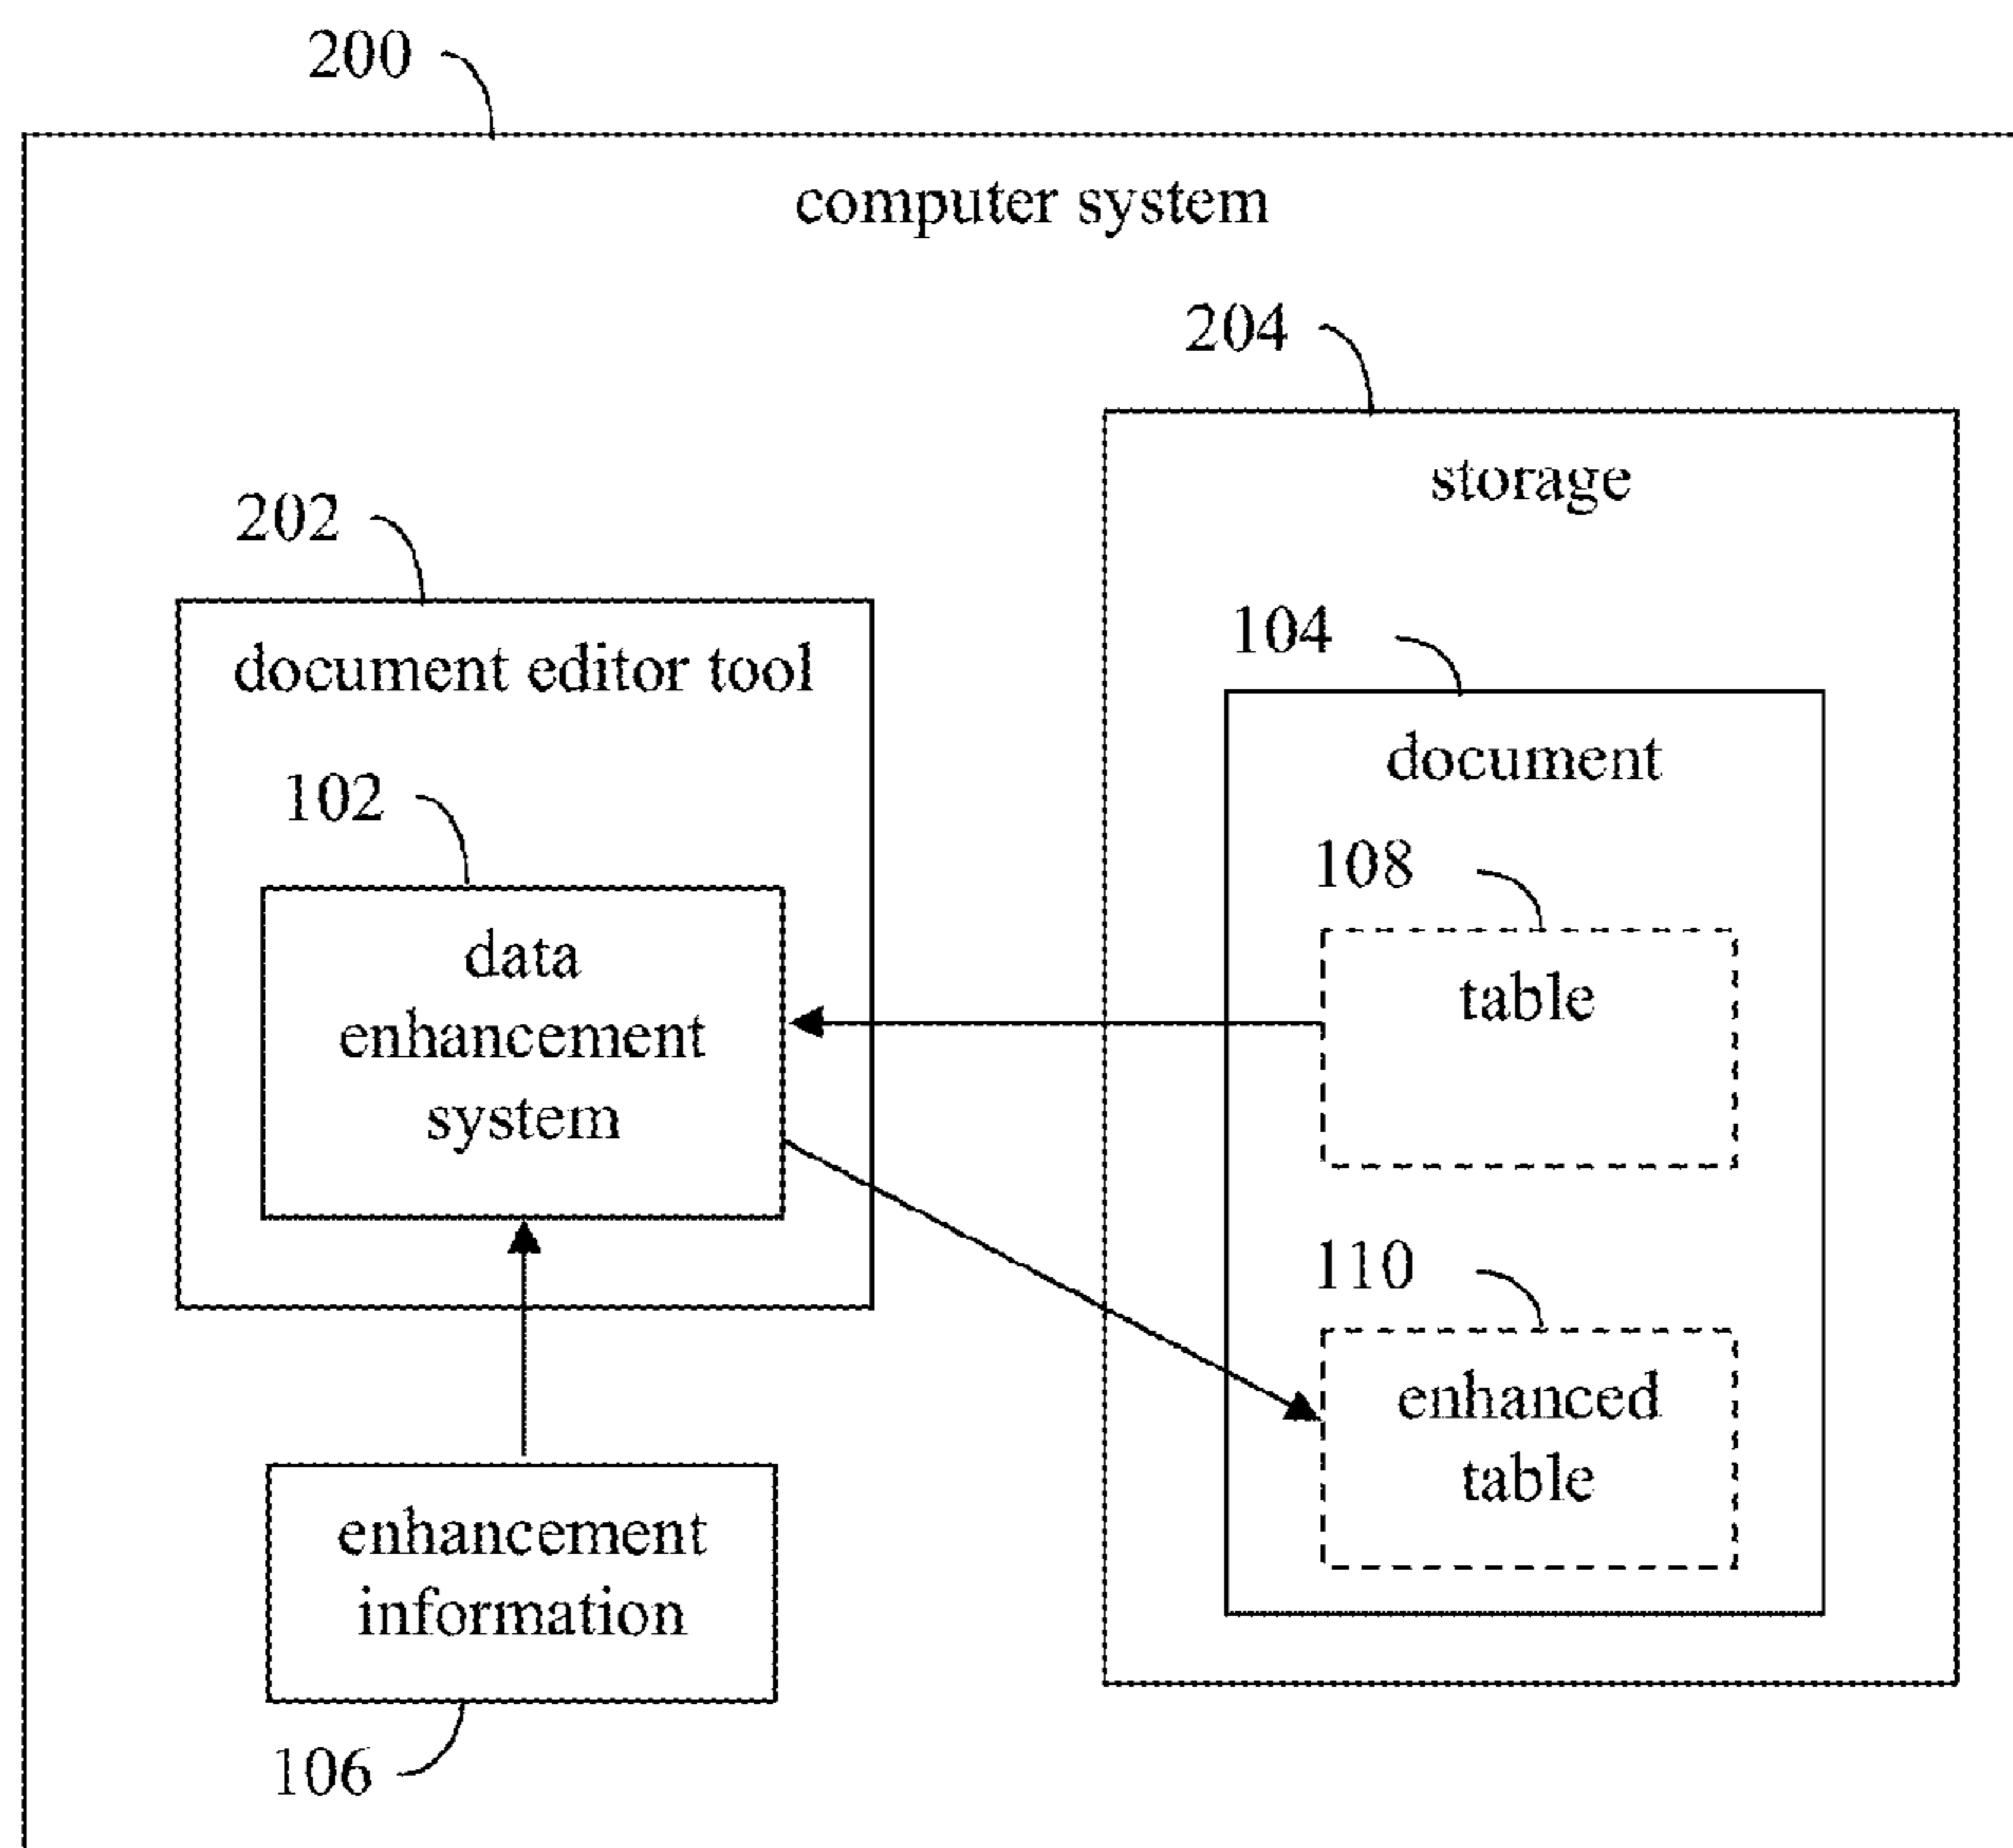 200
computer system
204
storage
202
document editor tool
104
document
102
data
enhancement
system
108
table
110
enhanced
table
enhancement
information
106